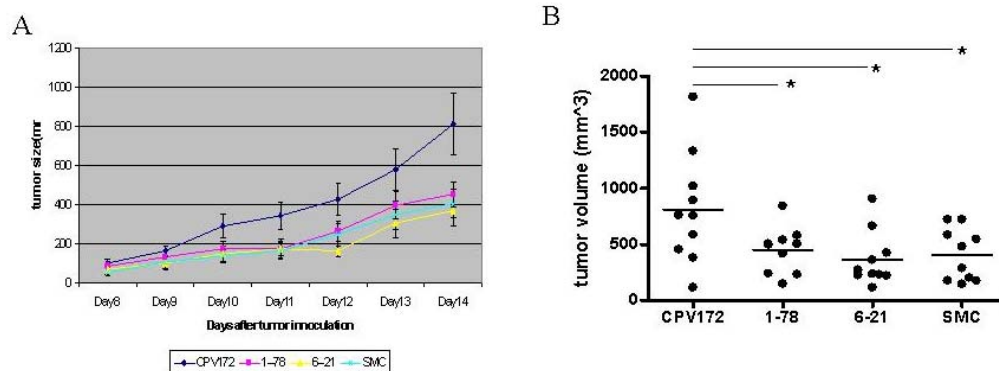 A
1200
1000
800
600
400
200
0
tumor size(mr
Day6 Day9 Day10 Day11 Day12 Day13 Day14
Days after tumor innoculation
CPV172 1-78 6-21 SMC
B
* 
*
*
2000
1500
1000
500
0
tumor volume (mm^3)
CPV172 1-78 6-21 SMC